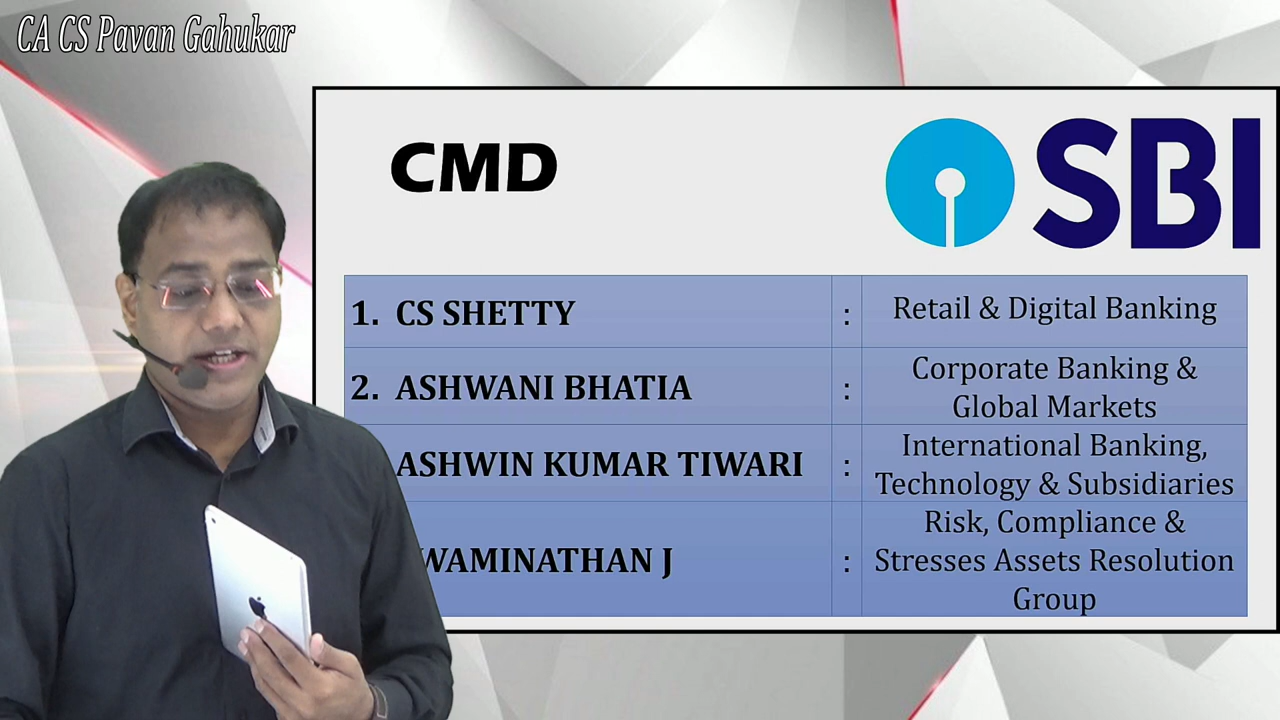 CA CS Pavan Gahukar
CMD
SBI
1. CS SHETTY : Retail & Digital Banking
2. ASHWANI BHATIA : Corporate Banking &
Global Markets
ASHWIN KUMAR TIWARI : International Banking,
Technology & Subsidiaries
WAMINATHAN J : Risk, Compliance &
Stresses Assets Resolution
Group